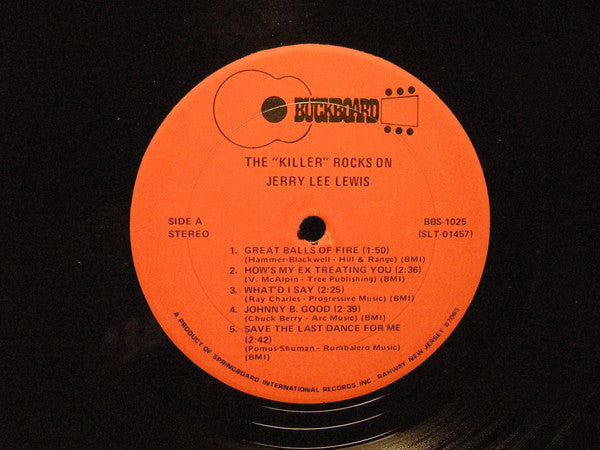 BUCKBOARD
THE "KILLER" ROCKS ON
JERRY LEE LEWIS
SIDE A
STEREO
BBS-1025
(SLT-01457)
1. GREAT BALLS OF FIRE (1:50)
(Hammer-Blackwell - Hill & Range) (BMI)
2. HOW'S MY EX TREATING YOU (2:36)
(V. McAlpin - Tree Publishing) (BMI)
3. WHAT'D I SAY (2:25)
(Ray Charles - Progressive Music) (BMI)
4. JOHNNY B. GOOD (2:39)
(Chuck Berry - Arc Music) (BMI)
5. SAVE THE LAST DANCE FOR ME
(2:42)
(Pomus-Shuman - Rumbalero Music)
(BMI)
A PRODUCT OF SPRINGBOARD INTERNATIONAL RECORDS, INC. RAHWAY NEW JERSEY 07065